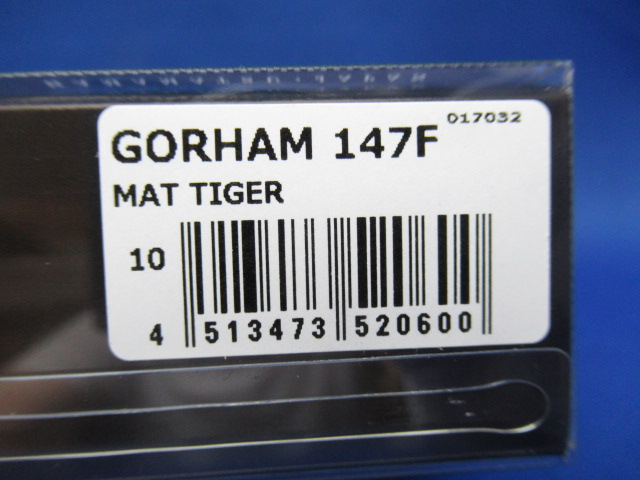 017032
GORHAM 147F
MAT TIGER
10
4 513473 520600